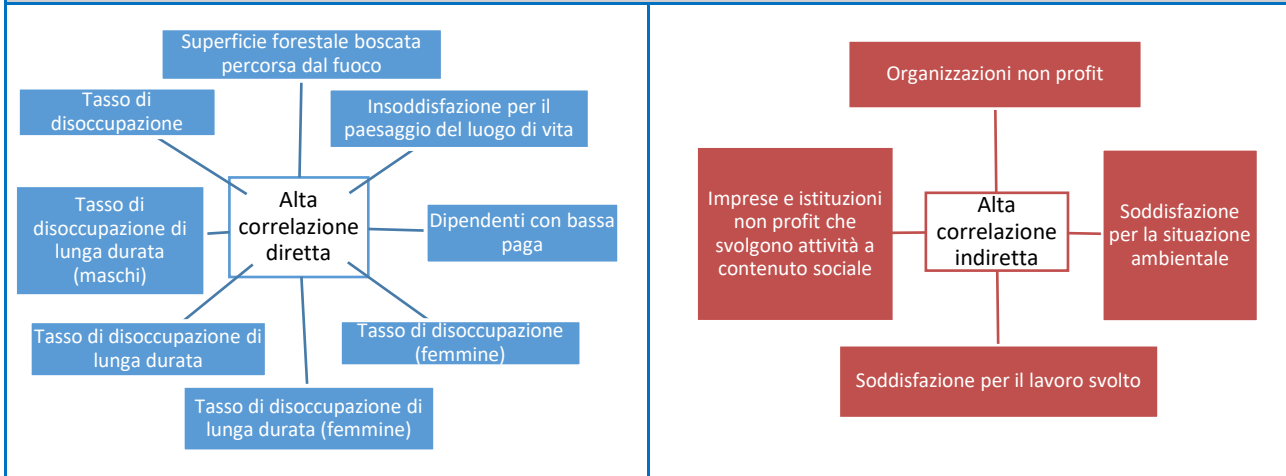 Superficie forestale boscata
percorsa dal fuoco
Tasso di
disoccupazione
Insoddisfazione per il
paesaggio del luogo di vita
Tasso di
disoccupazione di
lunga durata
(maschi)
Alta
correlazione
diretta
Dipendenti con bassa
paga
Tasso di disoccupazione di
lunga durata
Tasso di disoccupazione
(femmine)
Tasso di disoccupazione di
lunga durata (femmine)
Organizzazioni non profit
Imprese e istituzioni
non profit che
svolgono attività a
contenuto sociale
Alta
correlazione
indiretta
Soddisfazione
per la situazione
ambientale
Soddisfazione per il lavoro svolto